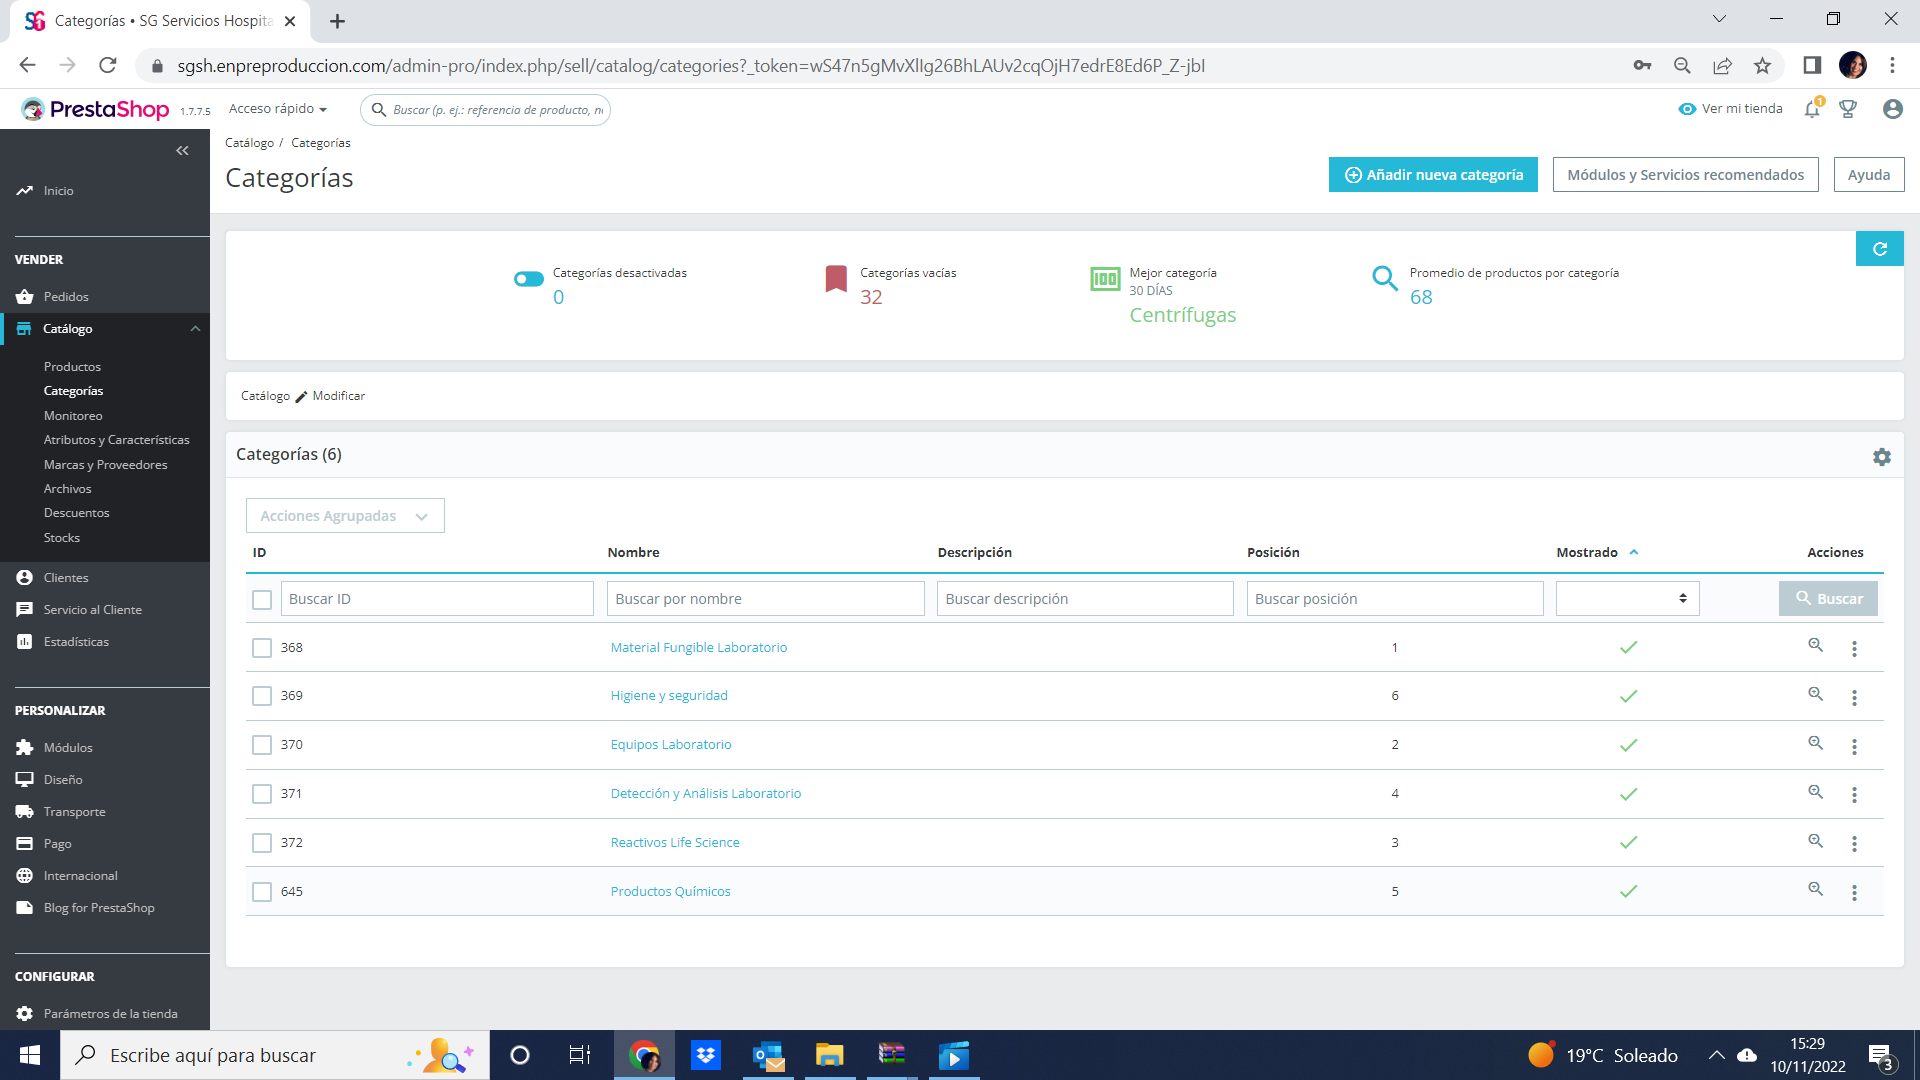 Categorías • SG Servicios Hospita
sgsh.enpreproduccion.com/admin-pro/index.php/sell/catalog/categories?_token=wS47n5gMvXlIg26BhLAUv2cqOjH7edrE8Ed6P_Z-jbI
PrestaShop 1.7.7.5
Acceso rápido
Buscar (p. ej.: referencia de producto, n
Ver mi tienda
1
Catálogo / Categorías
Categorías
Añadir nueva categoría
Módulos y Servicios recomendados
Ayuda
Inicio
VENDER
Pedidos
Catálogo
Productos
Categorías
Monitoreo
Atributos y Características
Marcas y Proveedores
Archivos
Descuentos
Stocks
Clientes
Servicio al Cliente
Estadísticas
PERSONALIZAR
Módulos
Diseño
Transporte
Pago
Internacional
Blog for PrestaShop
CONFIGURAR
Parámetros de la tienda
Categorías desactivadas
0
Categorías vacías
32
100
Mejor categoría
30 DÍAS
Centrífugas
Promedio de productos por categoría
68
Catálogo Modificar
Categorías (6)
Acciones Agrupadas
ID Nombre Descripción Posición Mostrado Acciones
Buscar ID Buscar por nombre Buscar descripción Buscar posición Buscar
368 Material Fungible Laboratorio 1
369 Higiene y seguridad 6
370 Equipos Laboratorio 2
371 Detección y Análisis Laboratorio 4
372 Reactivos Life Science 3
645 Productos Químicos 5
Escribe aquí para buscar
19°C Soleado
15:29
10/11/2022
3